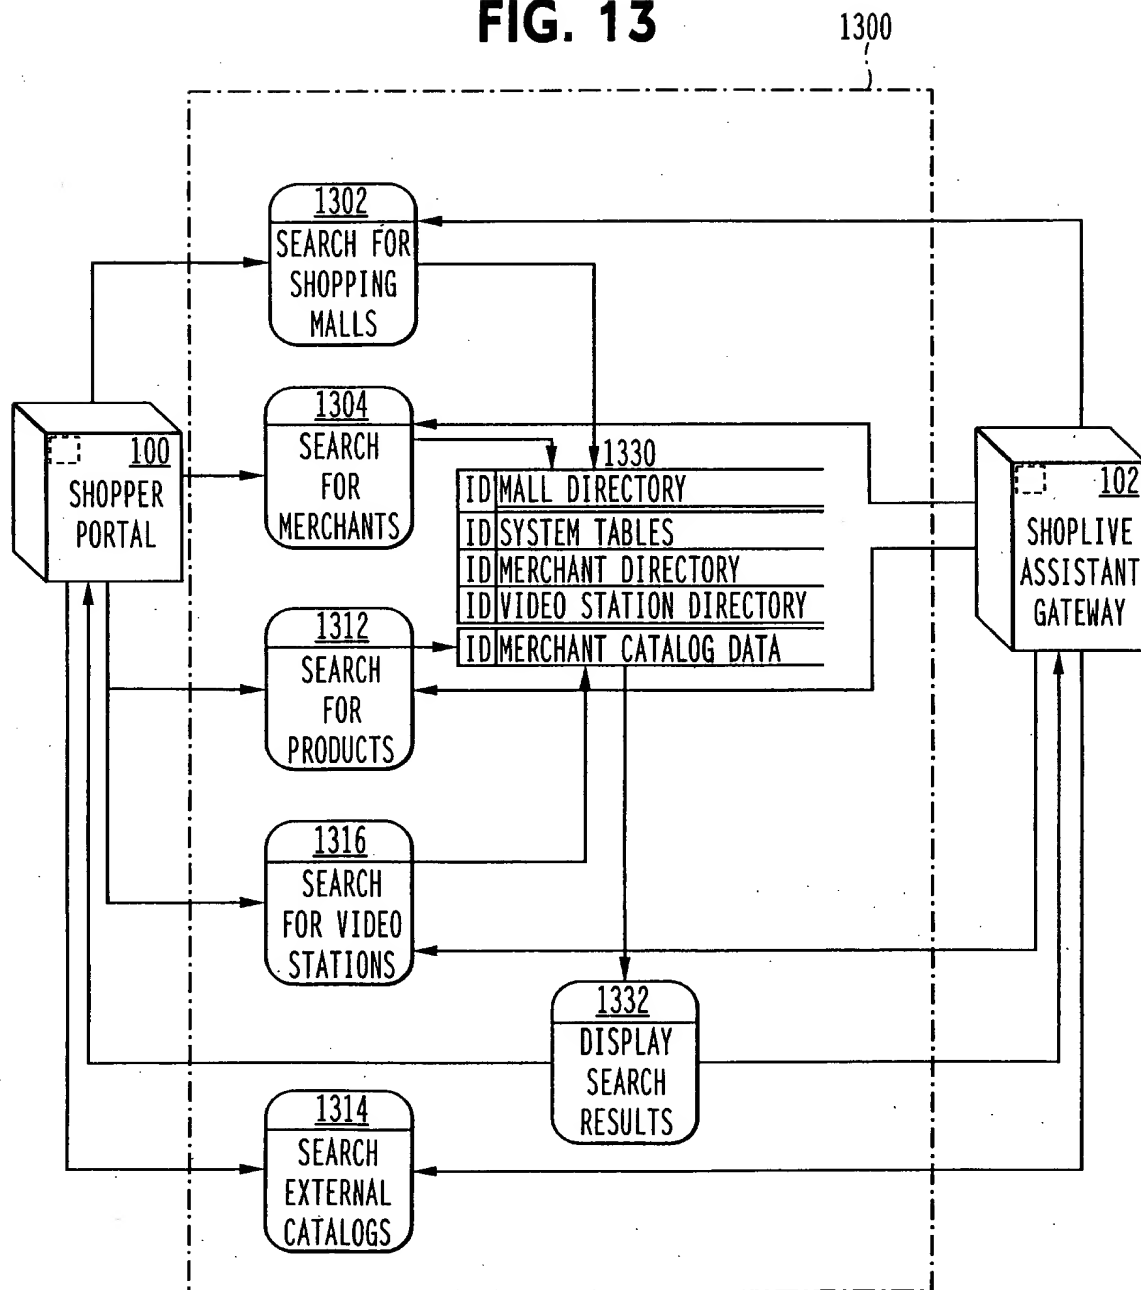 FIG. 13
1300
1302
SEARCH FOR
SHOPPING
MALLS
1304
SEARCH
FOR
MERCHANTS
100
SHOPPER
PORTAL
1330
ID MALL DIRECTORY
ID SYSTEM TABLES
ID MERCHANT DIRECTORY
ID VIDEO STATION DIRECTORY
ID MERCHANT CATALOG DATA
102
SHOPLIVE
ASSISTANT
GATEWAY
1312
SEARCH
FOR
PRODUCTS
1316
SEARCH
FOR VIDEO
STATIONS
1332
DISPLAY
SEARCH
RESULTS
1314
SEARCH
EXTERNAL
CATALOGS